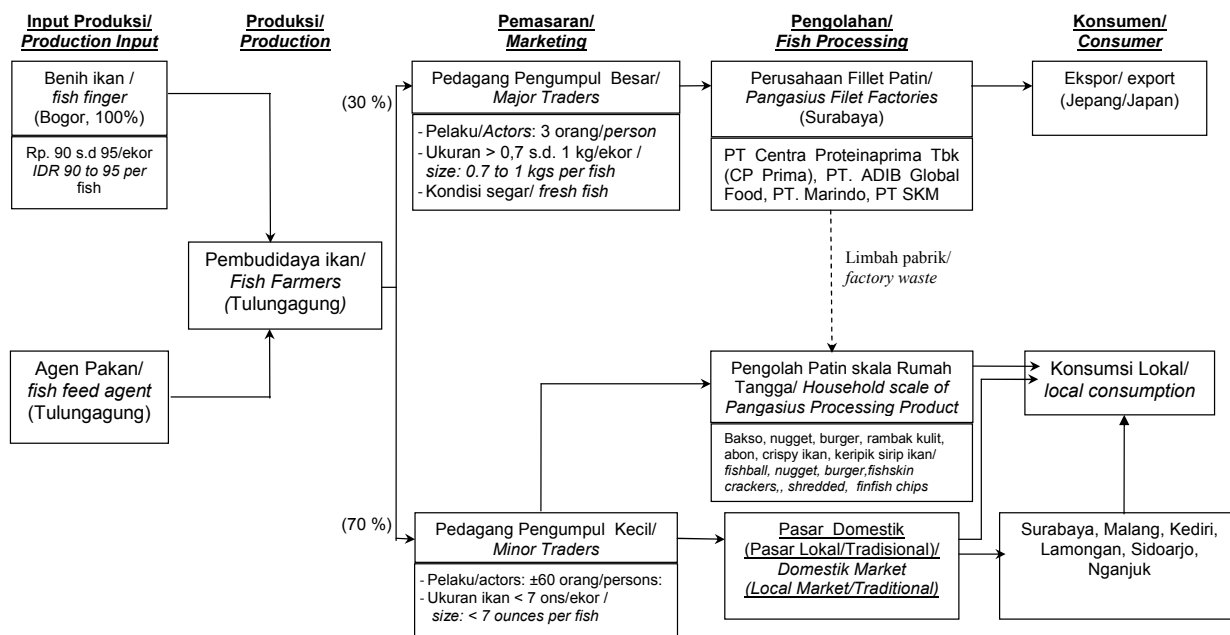 Input Produksi/
Production Input
Produksi/
Production
Pemasaran/
Marketing
Pengolahan/
Fish Processing
Konsumen/
Consumer
Benih ikan /
fish finger
(Bogor, 100%)
Rp. 90 s.d 95/ekor
IDR 90 to 95 per
fish
Agen Pakan/
fish feed agent
(Tulungagung)
Pembudidaya ikan/
Fish Farmers
(Tulungagung)
(30 %)
(70 %)
Pedagang Pengumpul Besar/
Major Traders
- Pelaku/Actors: 3 orang/person
- Ukuran > 0,7 s.d. 1 kg/ekor /
size: 0.7 to 1 kgs per fish
- Kondisi segar/ fresh fish
Perusahaan Fillet Patin/
Pangasius Filet Factories
(Surabaya)
PT Centra Proteinaprima Tbk
(CP Prima), PT. ADIB Global
Food, PT. Marindo, PT SKM
Ekspor/ export
(Jepang/Japan)
Limbah pabrik/
factory waste
Pengolah Patin skala Rumah
Tangga/ Household scale of
Pangasius Processing Product
Bakso, nugget, burger, rambak kulit,
abon, crispy ikan, keripik sirip ikan/
fishball, nugget, burger,fishskin
crackers,, shredded, finfish chips
Konsumsi Lokal/
local consumption
Pedagang Pengumpul Kecil/
Minor Traders
- Pelaku/actors: ±60 orang/persons:
- Ukuran ikan < 7 ons/ekor /
size: < 7 ounces per fish
Pasar Domestik
(Pasar Lokal/Tradisional)/
Domestik Market
(Local Market/Traditional)
Surabaya, Malang, Kediri,
Lamongan, Sidoarjo,
Nganjuk